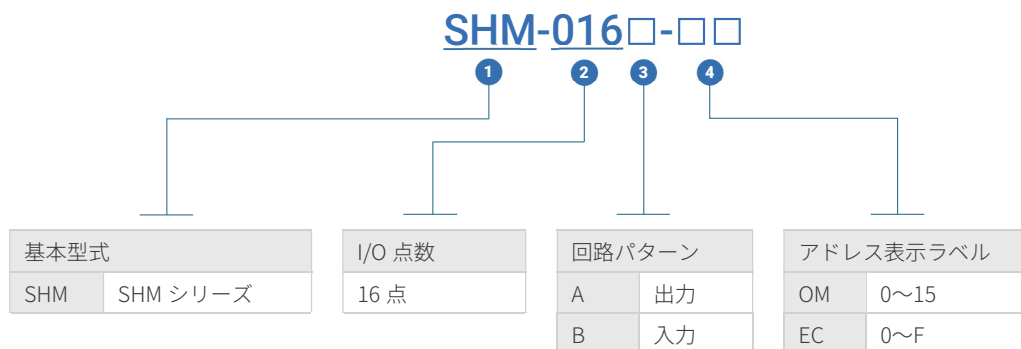 SHM-016□-□□
1 2 3 4
基本型式
SHM SHM シリーズ
I/O 点数
16 点
回路パターン
A 出力
B 入力
アドレス表示ラベル
OM 0～15
EC 0～F